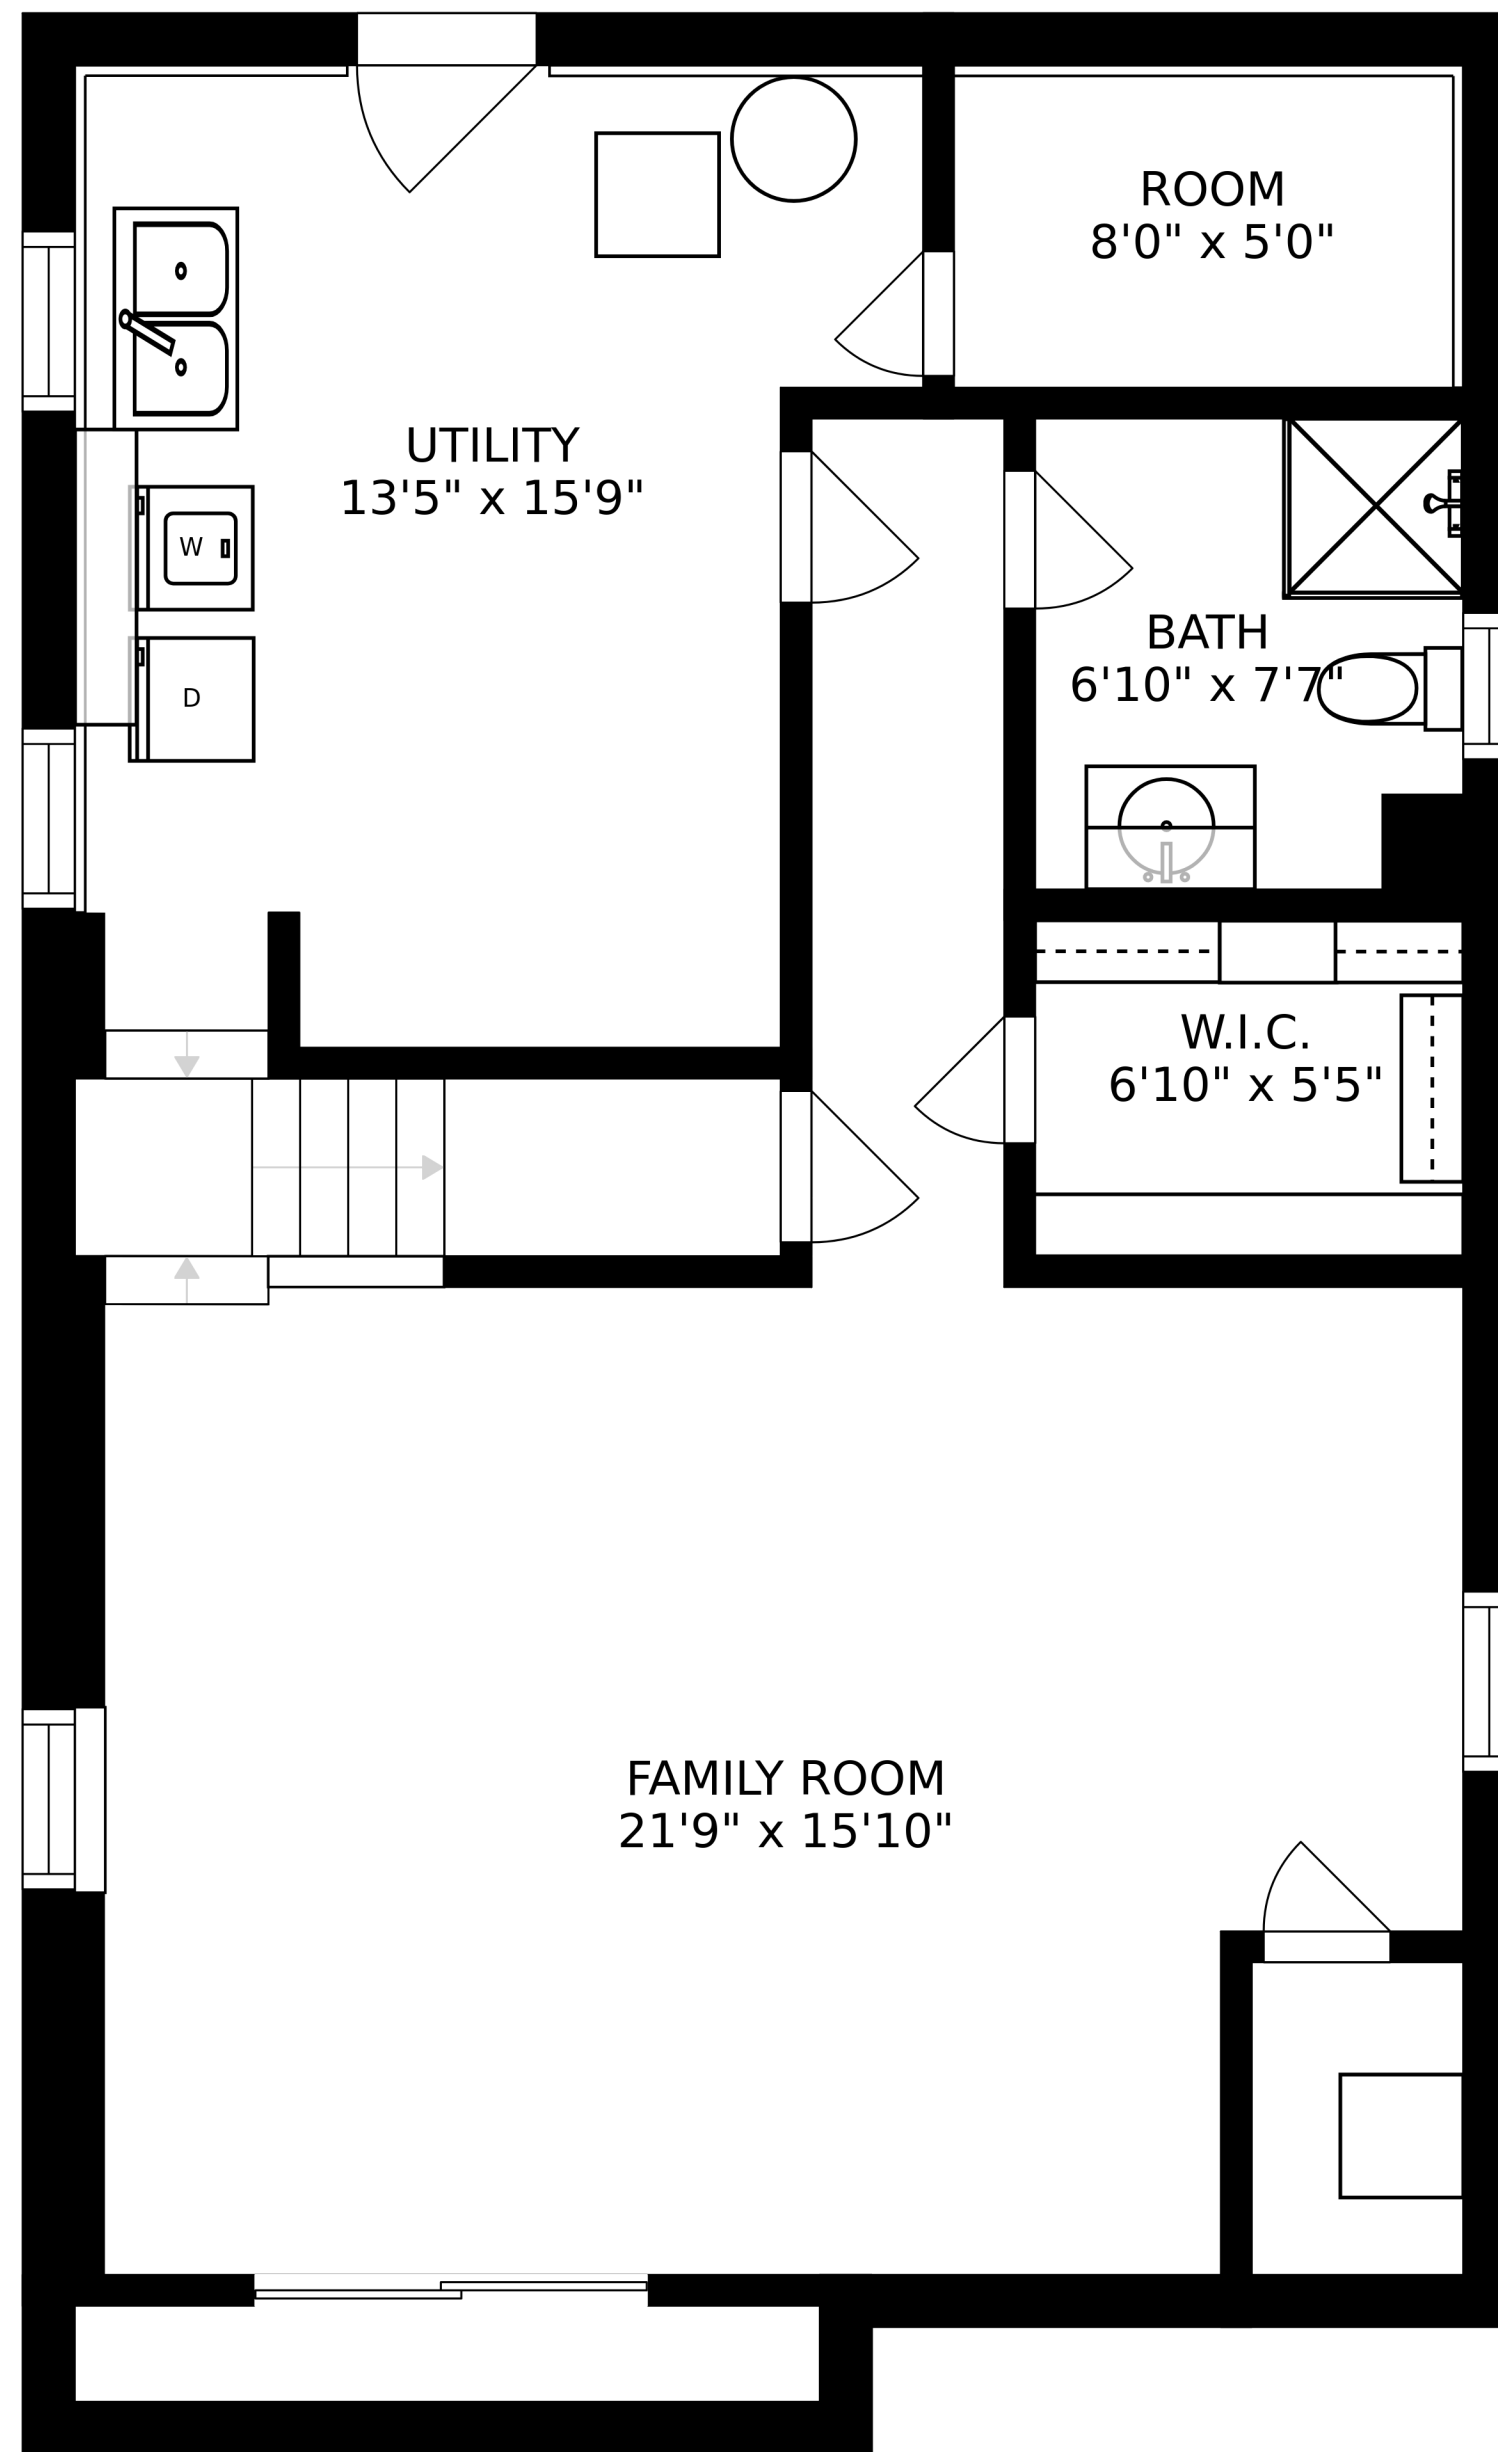 ROOM
8'0" x 5'0"
UTILITY
13'5" x 15'9"
W
D
BATH
6'10" x 7'7"
W.I.C.
6'10" x 5'5"
FAMILY ROOM
21'9" x 15'10"